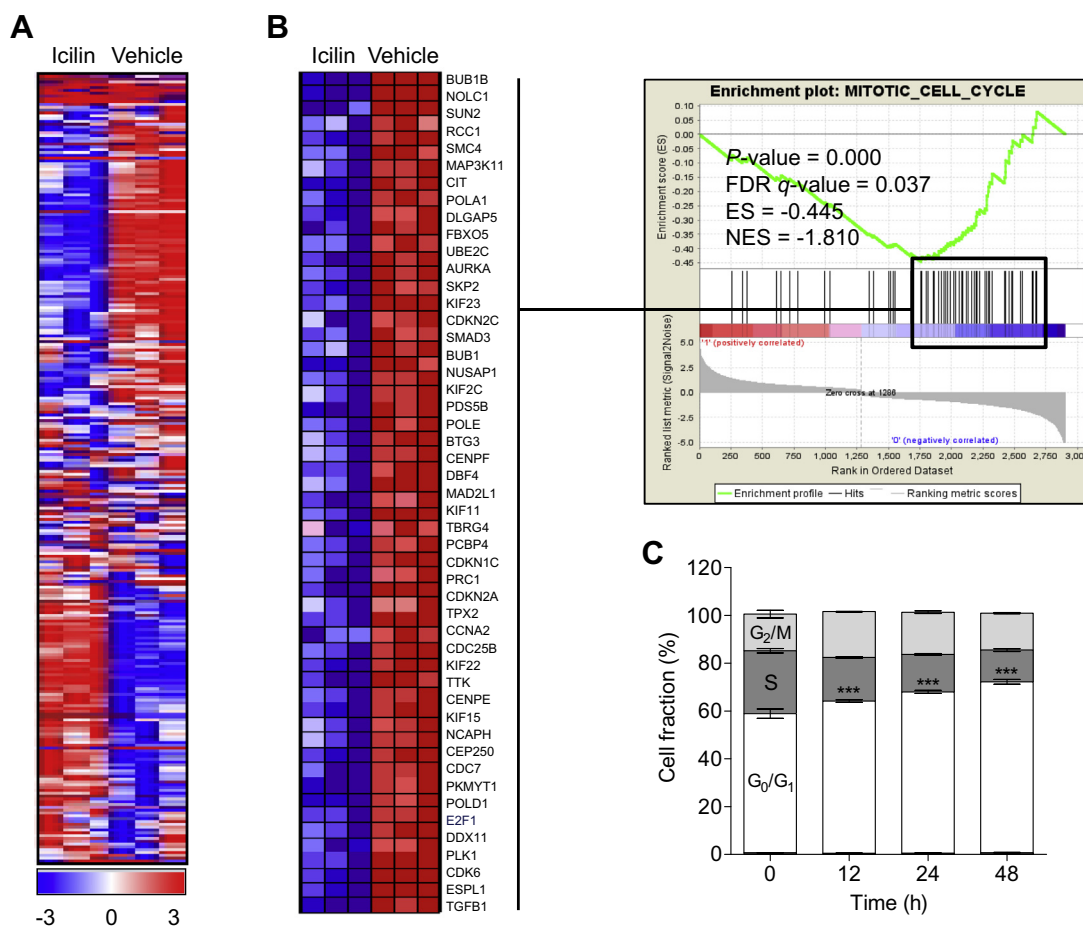 A
Icilin Vehicle
-3 0 3
B
Icilin Vehicle
BUB1B
NOLC1
SUN2
RCC1
SMC4
MAP3K11
CIT
POLA1
DLGAP5
FBXO5
UBE2C
AURKA
SKP2
KIF23
CDKN2C
SMAD3
BUB1
NUSAP1
KIF2C
PDS5B
POLE
BTG3
CENPF
DBF4
MAD2L1
KIF11
TBRG4
PCBP4
CDKN1C
PRC1
CDKN2A
TPX2
CCNA2
CDC25B
KIF22
TTK
CENPE
KIF15
NCAPH
CEP250
CDC7
PKMYT1
POLD1
E2F1
DDX11
PLK1
CDK6
ESPL1
TGFB1
Enrichment plot: MITOTIC_CELL_CYCLE
Enrichment score (ES)
0.10
0.05
0.00
-0.05
-0.10
-0.15
-0.20
-0.25
-0.30
-0.35
-0.40
-0.45
P-value = 0.000
FDR q-value = 0.037
ES = -0.445
NES = -1.810
Ranked list metric (Signal2Noise)
5.0
2.5
0.0
-2.5
-5.0
'1' (positively correlated)
Zero cross at 1286
'0' (negatively correlated)
0 250 500 750 1,000 1,250 1,500 1,750 2,000 2,250 2,500 2,750 3,000
Rank in Ordered Dataset
Enrichment profile Hits Ranking metric scores
C
Cell fraction (%)
120
100
80
60
40
20
0
G2/M
S
G0/G1
*** *** ***
0 12 24 48
Time (h)